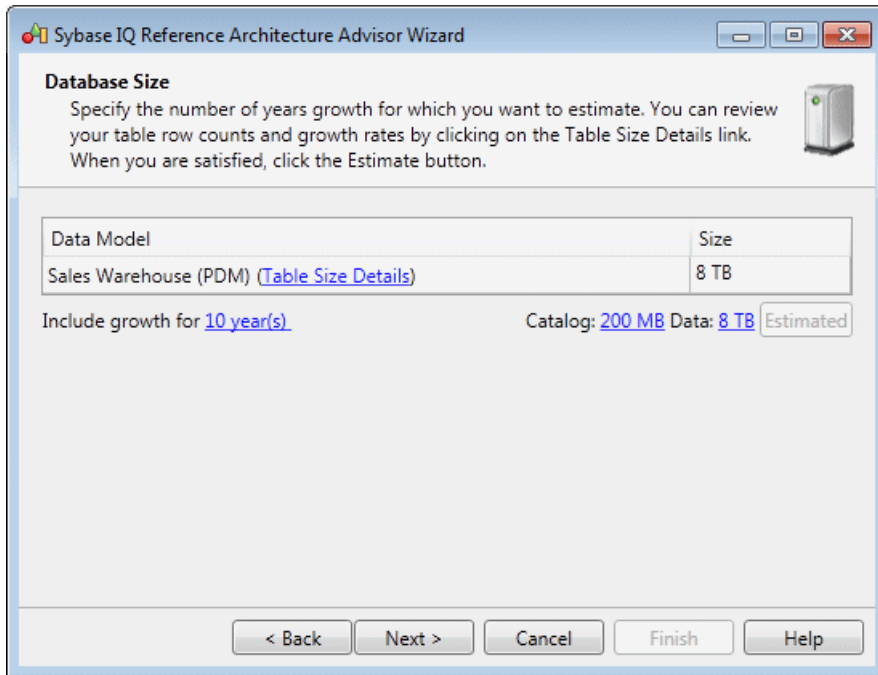 Sybase IQ Reference Architecture Advisor Wizard
Database Size
Specify the number of years growth for which you want to estimate. You can review
your table row counts and growth rates by clicking on the Table Size Details link.
When you are satisfied, click the Estimate button.
Data Model Size
Sales Warehouse (PDM) (Table Size Details) 8 TB
Include growth for 10 year(s) Catalog: 200 MB Data: 8 TB Estimated
< Back Next > Cancel Finish Help